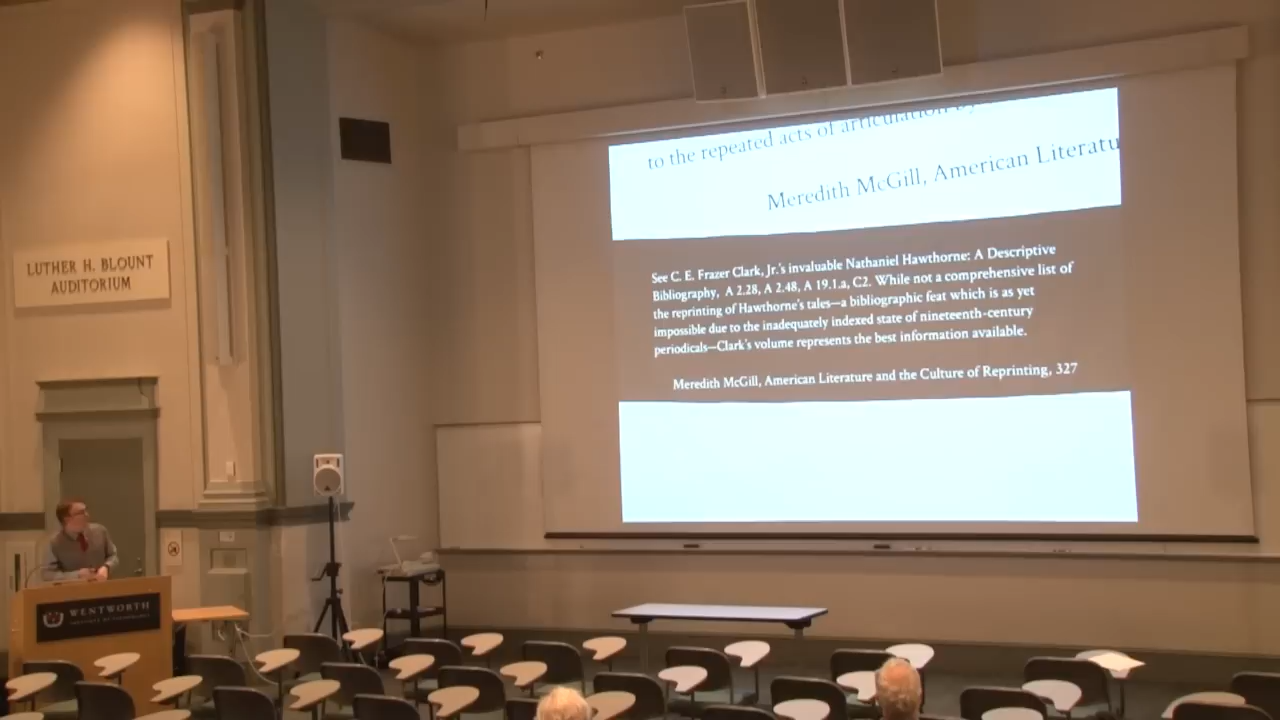 LUTHER H. BLOUNT
AUDITORIUM
to the repeated acts of articulation by
Meredith McGill, American Literatu
See C. E. Frazer Clark, Jr.'s invaluable Nathaniel Hawthorne: A Descriptive
Bibliography, A 2.28, A 2.48, A 19.1.a, C2. While not a comprehensive list of
the reprinting of Hawthorne's tales—a bibliographic feat which is as yet
impossible due to the inadequately indexed state of nineteenth-century
periodicals—Clark's volume represents the best information available.
Meredith McGill, American Literature and the Culture of Reprinting, 327
WENTWORTH